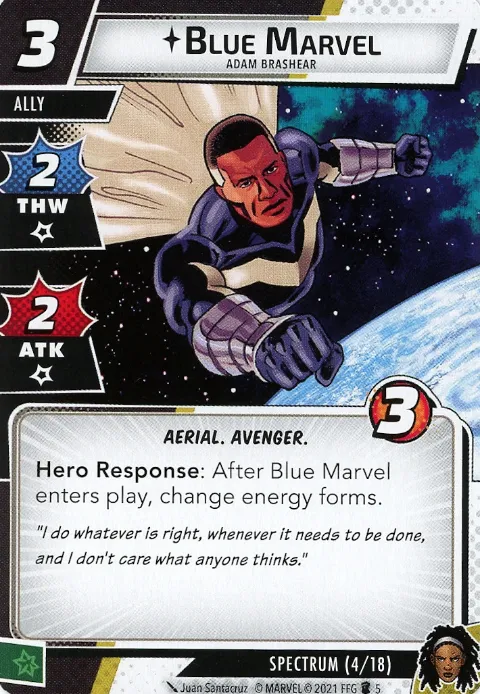 3
BLUE MARVEL
ADAM BRASHEAR
ALLY
2
THW
2
ATK
3
AERIAL. AVENGER.
Hero Response: After Blue Marvel
enters play, change energy forms.
"I do whatever is right, whenever it needs to be done,
and I don't care what anyone thinks."
SPECTRUM (4/18)
Juan Santacruz © MARVEL © 2021 FFG 5